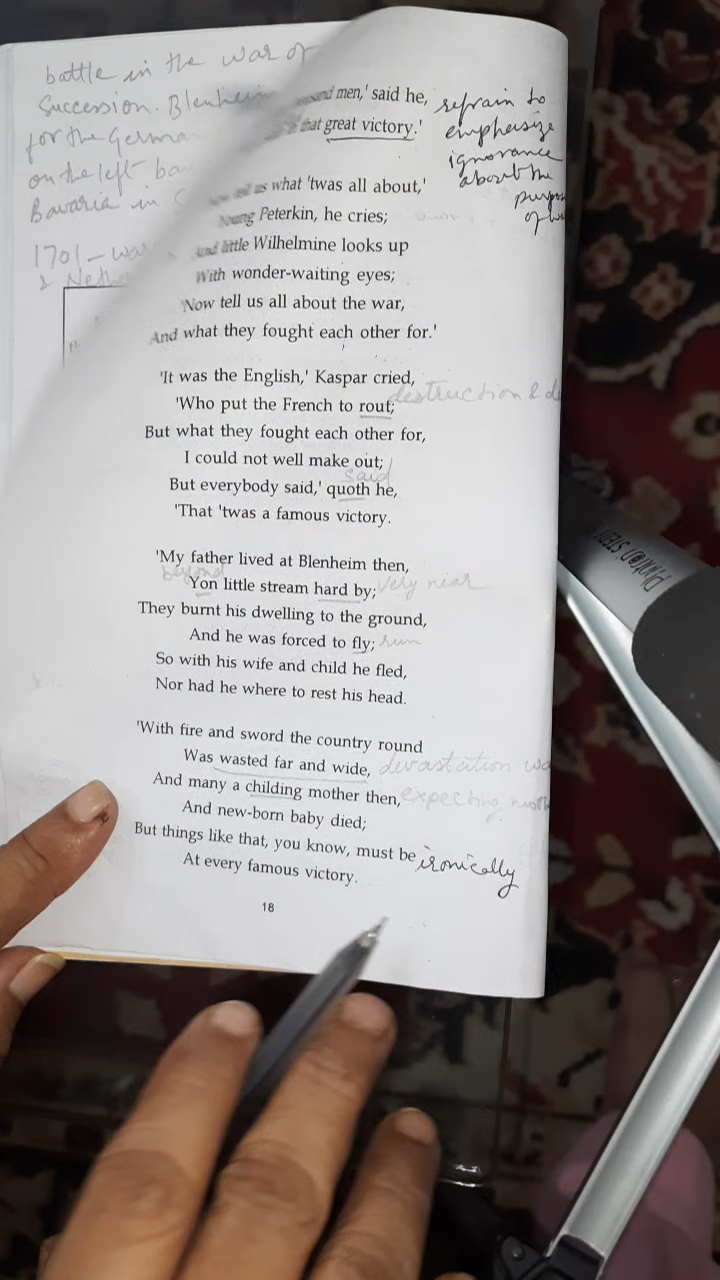 battle in the war of
Succession. Blenheim
for the German
on the left ban
Bavaria in
1701 - wa
2 Neth
men,' said he,
that great victory.'
refrain to
emphasize
ignorance
about the
purpos
of w
what 'twas all about,'
Young Peterkin, he cries;
and little Wilhelmine looks up
With wonder-waiting eyes;
Now tell us all about the war,
And what they fought each other for.'
'It was the English,' Kaspar cried,
'Who put the French to rout; destruction & d
But what they fought each other for,
I could not well make out;
said
But everybody said,' quoth he,
'That 'twas a famous victory.
'My father lived at Blenheim then,
beyond
Yon little stream hard by; very near
They burnt his dwelling to the ground,
And he was forced to fly; run
So with his wife and child he fled,
Nor had he where to rest his head.
'With fire and sword the country round
Was wasted far and wide, devastation wa
And many a childing mother then, expecting moth
And new-born baby died;
But things like that, you know, must be ironically
At every famous victory.
18